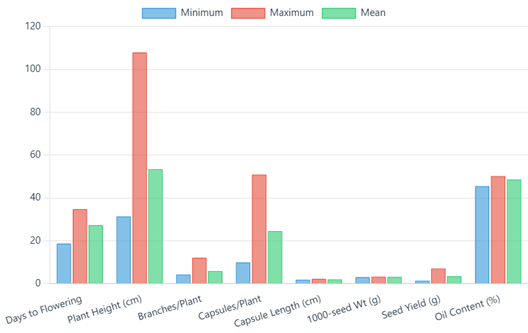 Minimum Maximum Mean
120
100
80
60
40
20
0
Days to Flowering
Plant Height (cm)
Branches/Plant
Capsules/Plant
Capsule Length (cm)
1000-seed Wt (g)
Seed Yield (g)
Oil Content (%)